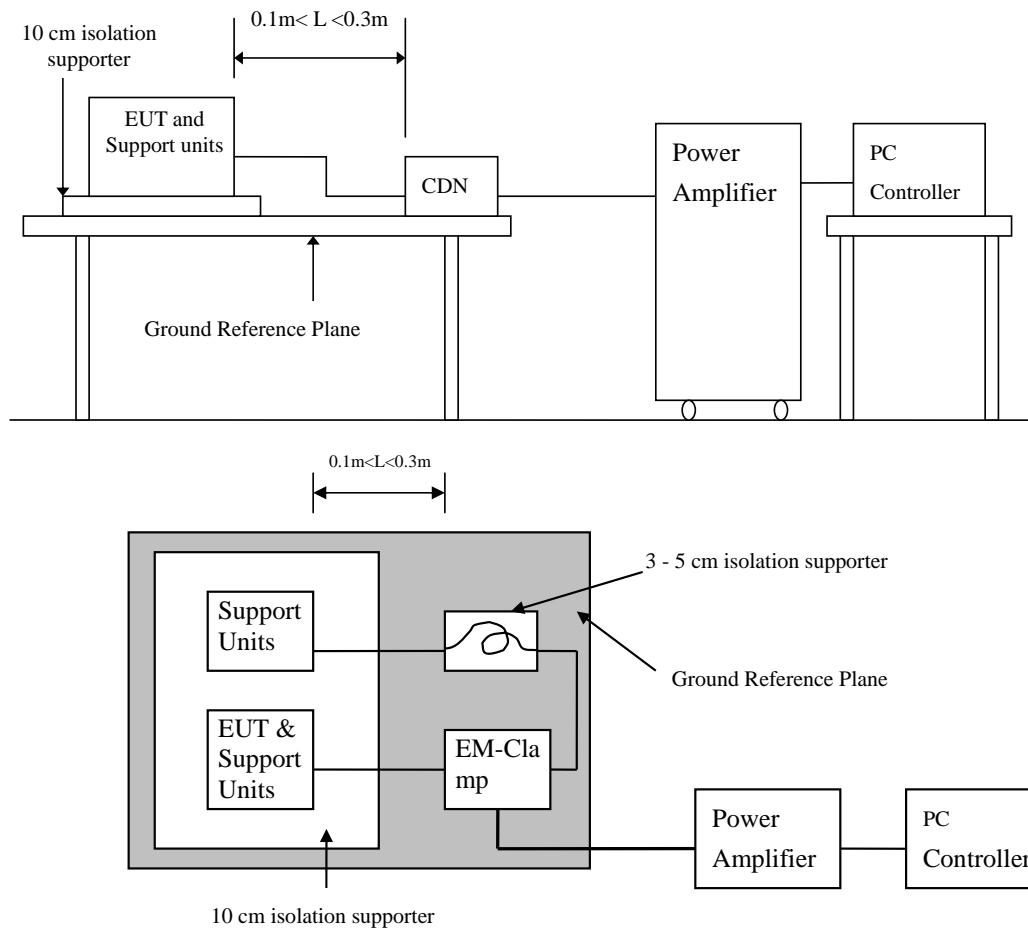 0.1m< L <0.3m
10 cm isolation
supporter
EUT and
Support units
CDN
Power
Amplifier
PC
Controller
Ground Reference Plane
0.1m<L<0.3m
3 - 5 cm isolation supporter
Support
Units
Ground Reference Plane
EUT &
Support
Units
EM-Cla
mp
Power
Amplifier
PC
Controller
10 cm isolation supporter